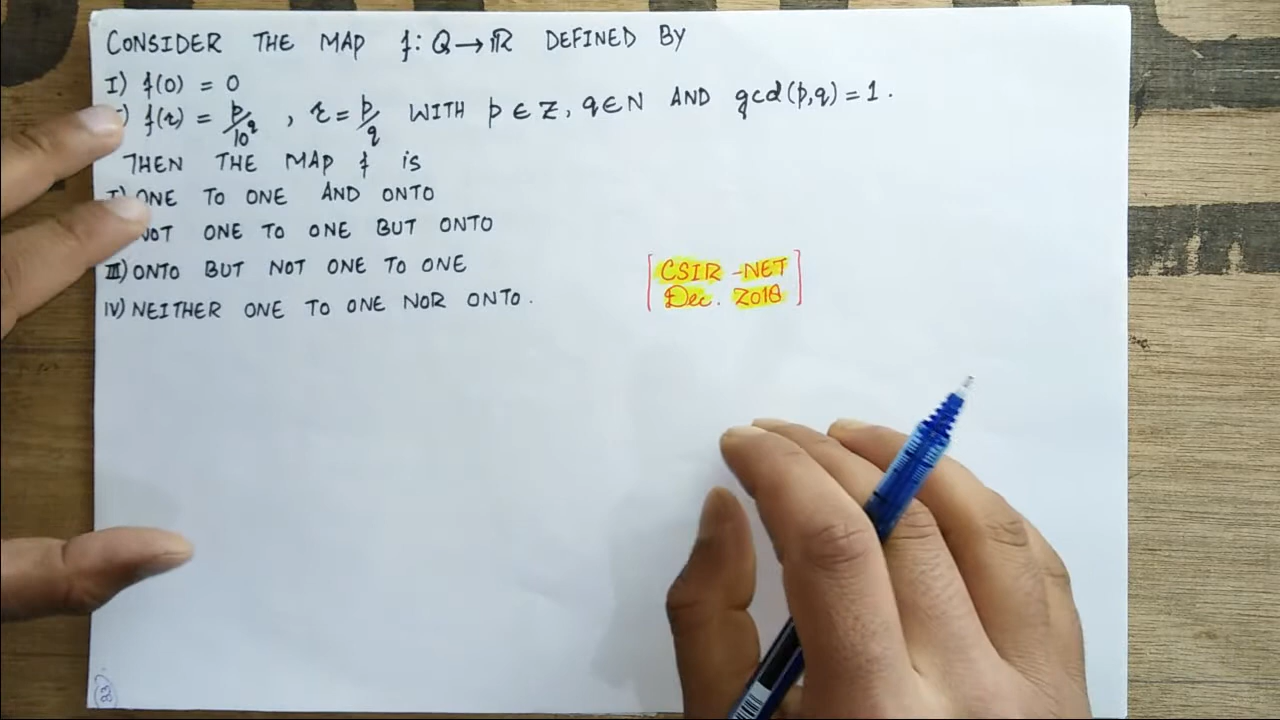 CONSIDER THE MAP f: Q→ℝ DEFINED BY
I) f(0) = 0
) f(r) = p/10^q , r = p/q WITH p ∈ Z, q ∈ N AND gcd(p,q) = 1.
THEN THE MAP f is
I) ONE TO ONE AND ONTO
NOT ONE TO ONE BUT ONTO
III) ONTO BUT NOT ONE TO ONE
IV) NEITHER ONE TO ONE NOR ONTO.
[CSIR -NET
Dec. 2018]
23